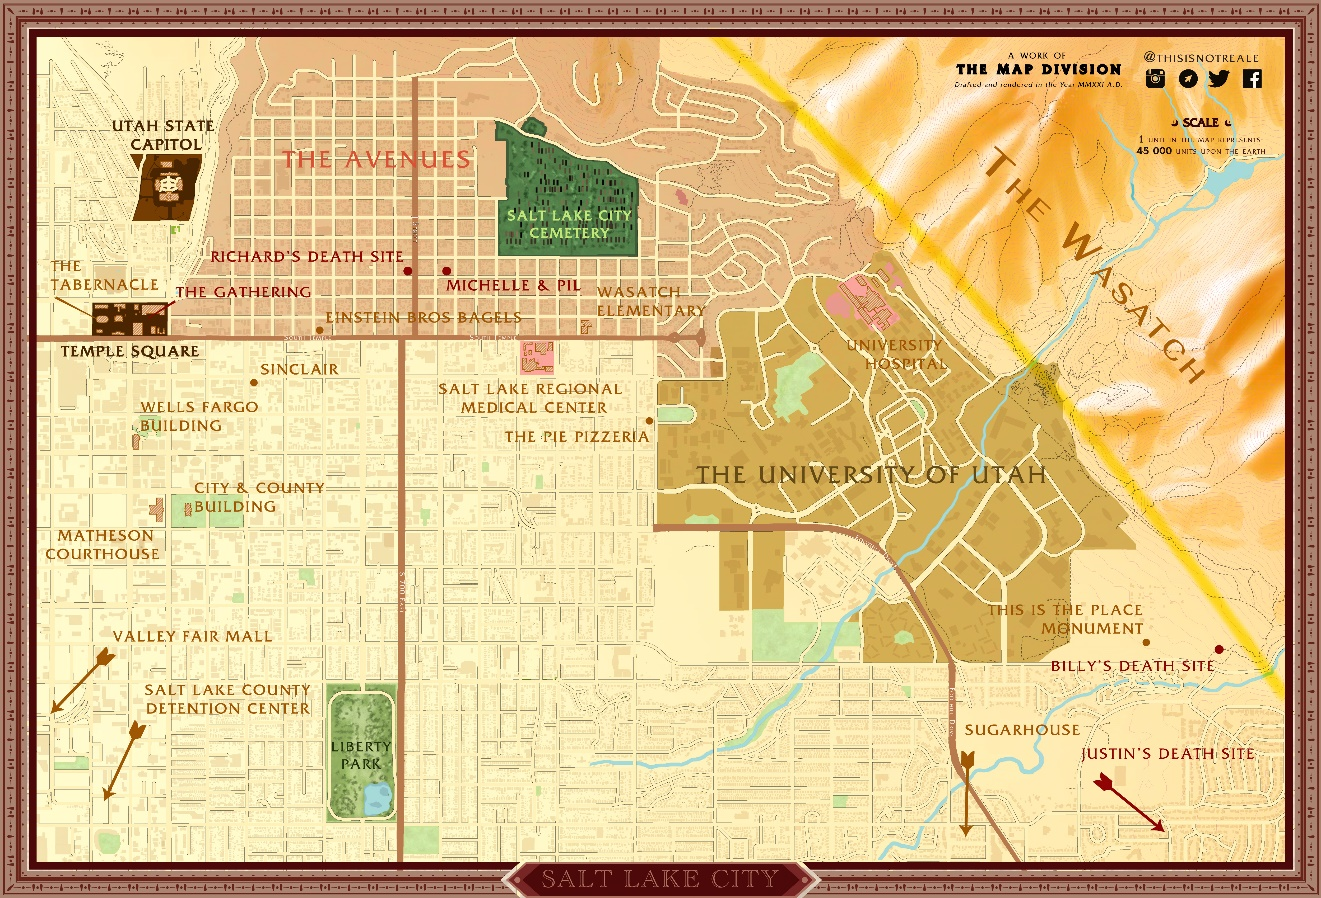 A WORK OF
THE MAP DIVISION
Drafted and rendered in the Year MMXXI A.D.
@THISISNOTREALE
SCALE
1 UNIT IN THE MAP REPRESENTS
45 000 UNITS UPON THE EARTH
UTAH STATE
CAPITOL
THE AVENUES
THE WASATCH
SALT LAKE CITY
CEMETERY
RICHARD'S DEATH SITE
THE
TABERNACLE
THE GATHERING
MICHELLE & PIL
WASATCH
ELEMENTARY
EINSTEIN BROS BAGELS
TEMPLE SQUARE
SOUTH TEMPLE
UNIVERSITY
HOSPITAL
SINCLAIR
SALT LAKE REGIONAL
MEDICAL CENTER
WELLS FARGO
BUILDING
THE PIE PIZZERIA
THE UNIVERSITY OF UTAH
CITY & COUNTY
BUILDING
MATHESON
COURTHOUSE
S 700 EAST
THIS IS THE PLACE
MONUMENT
VALLEY FAIR MALL
BILLY'S DEATH SITE
SALT LAKE COUNTY
DETENTION CENTER
SUGARHOUSE
LIBERTY
PARK
JUSTIN'S DEATH SITE
SALT LAKE CITY